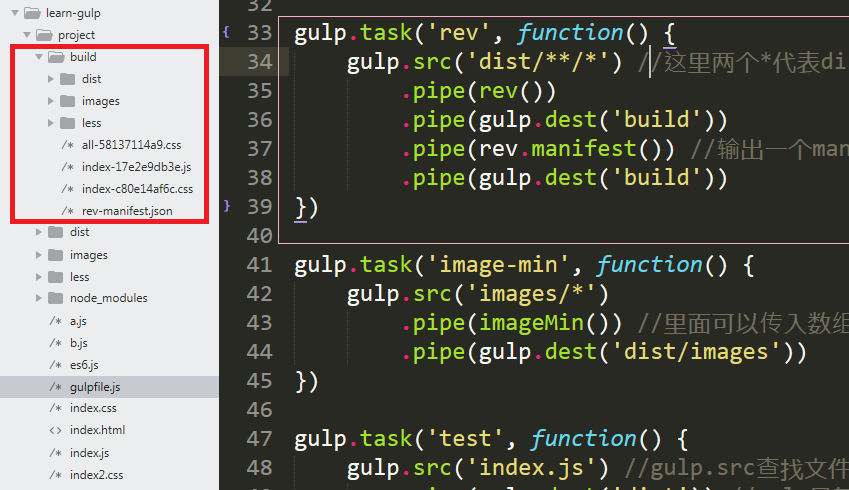 learn-gulp
project
build
dist
images
less
/* all-58137114a9.css
/* index-17e2e9db3e.js
/* index-c80e14af6c.css
/* rev-manifest.json
dist
images
less
node_modules
/* a.js
/* b.js
/* es6.js
/* gulpfile.js
/* index.css
<> index.html
/* index.js
/* index2.css
32
33 gulp.task('rev', function() {
34 gulp.src('dist/**/*') //这里两个*代表di
35 .pipe(rev())
36 .pipe(gulp.dest('build'))
37 .pipe(rev.manifest()) //输出一个man
38 .pipe(gulp.dest('build'))
39 })
40
41 gulp.task('image-min', function() {
42 gulp.src('images/*')
43 .pipe(imageMin()) //里面可以传入数组
44 .pipe(gulp.dest('dist/images'))
45 })
46
47 gulp.task('test', function() {
48 gulp.src('index.js') //gulp.src查找文件